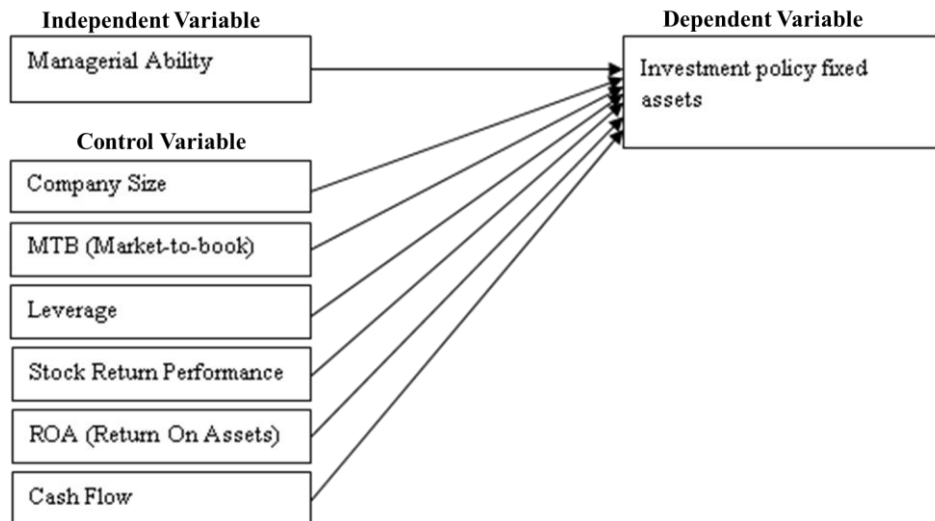 Independent Variable
Managerial Ability
Control Variable
Company Size
MTB (Market-to-book)
Leverage
Stock Return Performance
ROA (Return On Assets)
Cash Flow
Dependent Variable
Investment policy fixed
assets